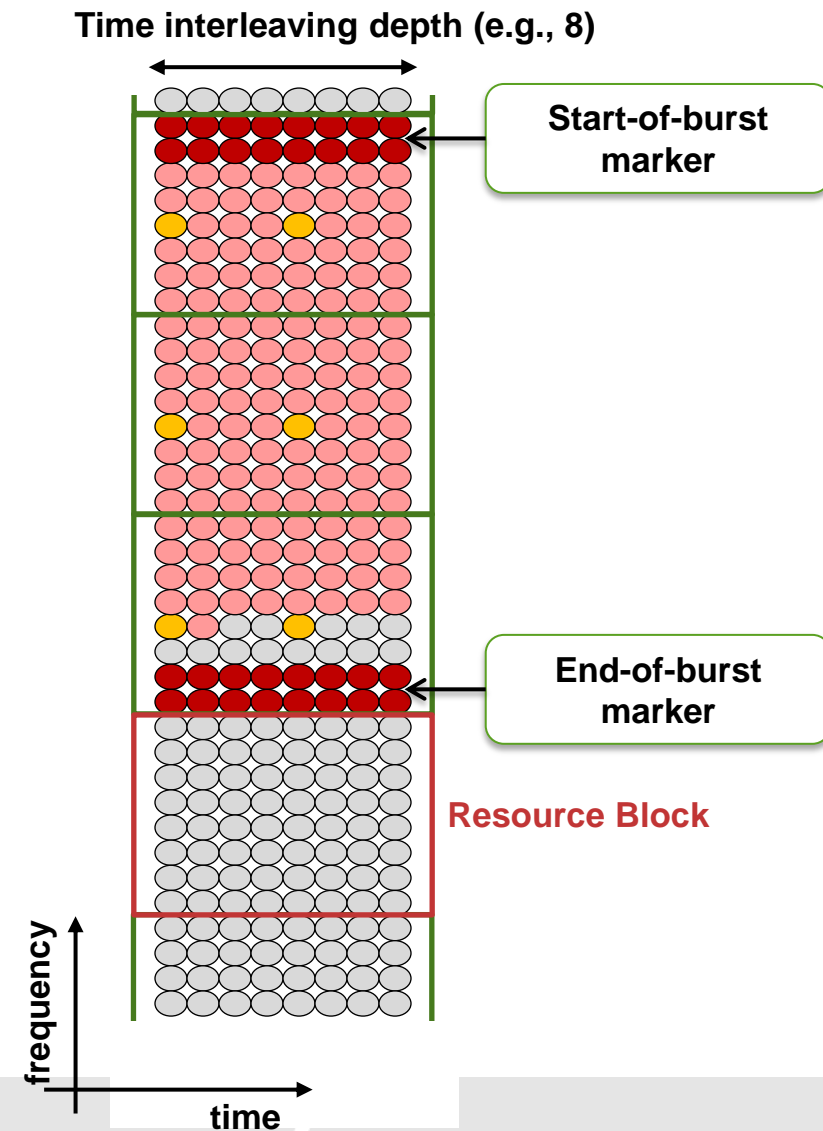 Time interleaving depth (e.g., 8)
Start-of-burst
marker
End-of-burst
marker
Resource Block
frequency
time